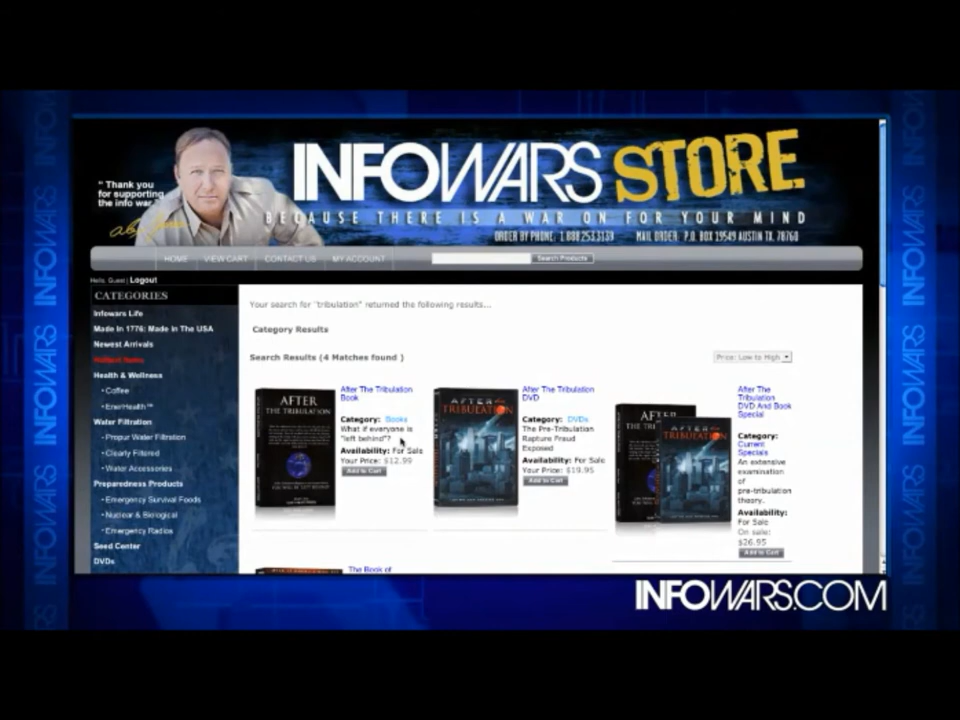 INFOWARS STORE
BECAUSE THERE IS A WAR ON FOR YOUR MIND
ORDER BY PHONE: 1.888.253.3139 MAIL ORDER: P.O. BOX 19549 AUSTIN TX, 78760
" Thank you
for supporting
the info war."
HOME VIEW CART CONTACT US MY ACCOUNT Search Products
Hello, Guest | Logout
CATEGORIES
Infowars Life
Made In 1776: Made In The USA
Newest Arrivals
Health & Wellness
• Coffee
• EnerHealth™
Water Filtration
• Propur Water Filtration
• Clearly Filtered
• Water Accessories
Preparedness Products
• Emergency Survival Foods
• Nuclear & Biological
• Emergency Radios
Seed Center
DVDs
Your search for "tribulation" returned the following results...
Category Results
Search Results (4 Matches found )
Price: Low to High
AFTER
THE TRIBULATION
After The Tribulation
Book
Category: Books
What if everyone is
"left behind"?
Availability: For Sale
Your Price: $12.99
Add to Cart
AFTER the
TRIBULATION
After The Tribulation
DVD
Category: DVDs
The Pre-Tribulation
Rapture Fraud
Exposed
Availability: For Sale
Your Price: $19.95
Add to Cart
After The
Tribulation
DVD And Book
Special
Category:
Current
Specials
An extensive
examination
of
pre-tribulation
theory.
Availability:
For Sale
On sale:
$26.95
Add to Cart
The Book of
INFOWARS.COM
INFOWARS
INFOWARS
INFOWARS
INFOWARS
INFOWARS
INFOWARS